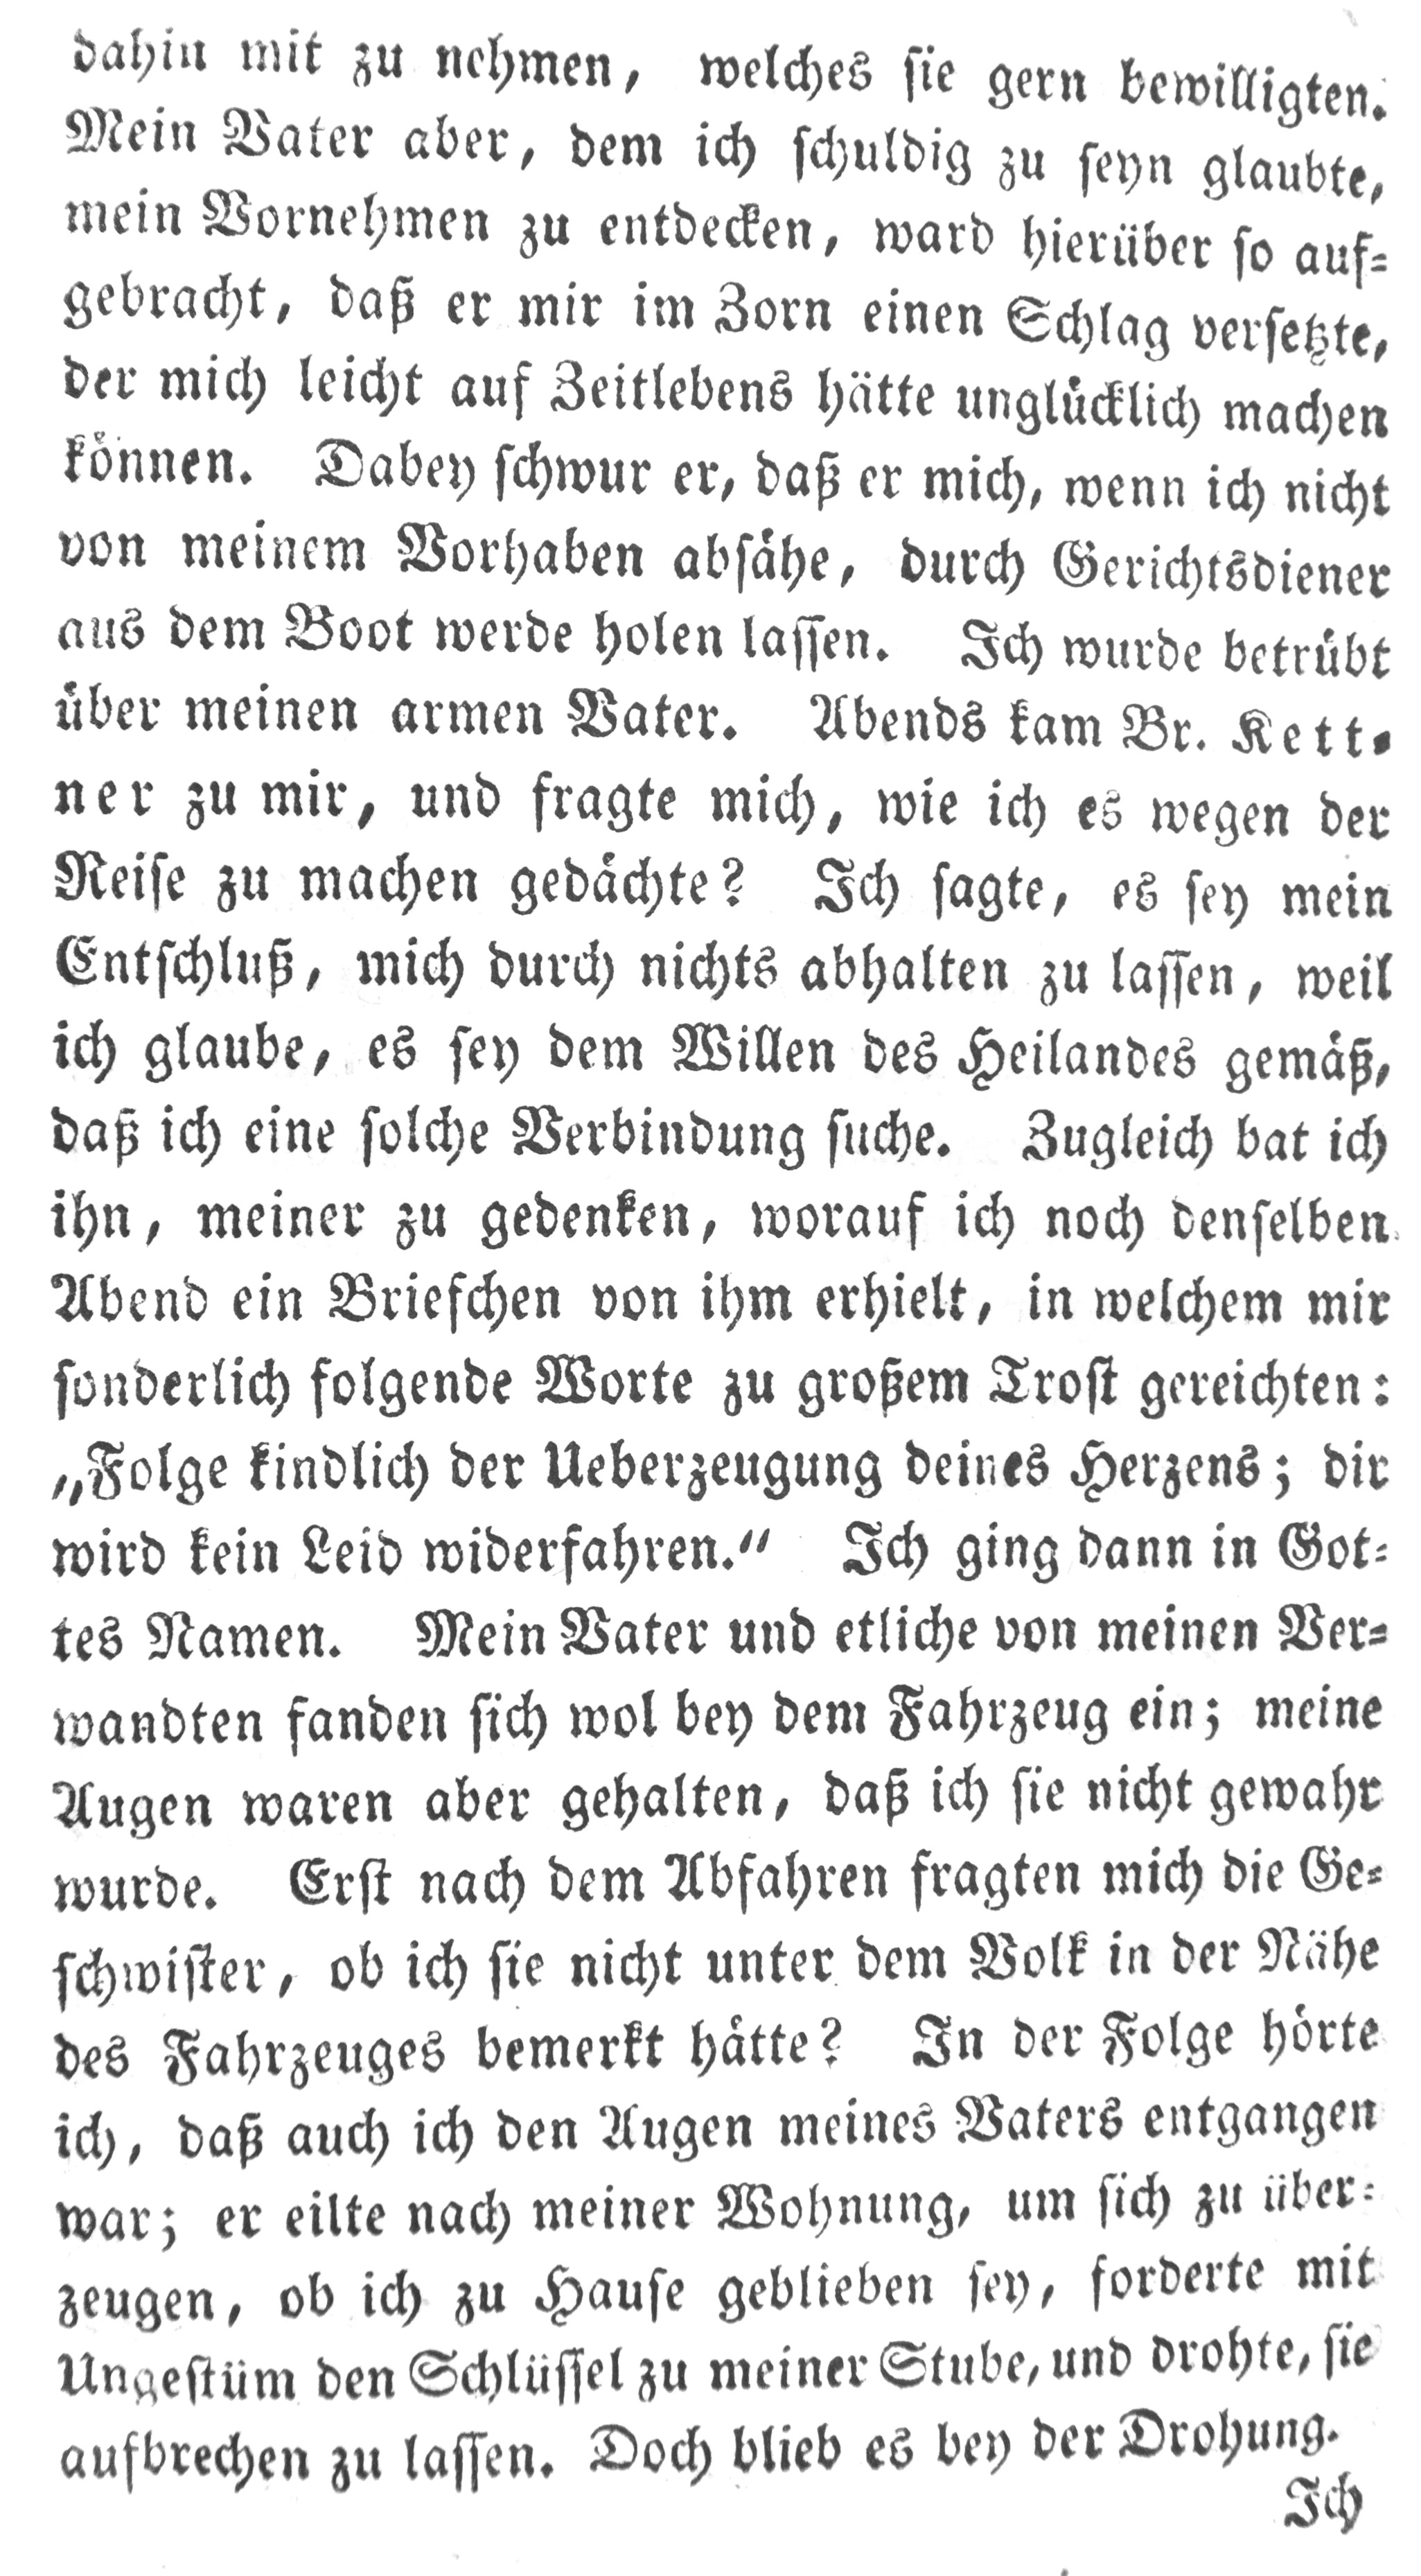 dahin mit zu nehmen, welches sie gern bewilligten.
Mein Vater aber, dem ich schuldig zu seyn glaubte,
mein Vornehmen zu entdecken, ward hierüber so auf-
gebracht, daß er mir im Zorn einen Schlag versetzte,
der mich leicht auf Zeitlebens hätte unglücklich machen
können. Dabey schwur er, daß er mich, wenn ich nicht
von meinem Vorhaben absähe, durch Gerichtsdiener
aus dem Boot werde holen lassen. Ich wurde betrübt
über meinen armen Vater. Abends kam Br. Kett-
ner zu mir, und fragte mich, wie ich es wegen der
Reise zu machen gedächte? Ich sagte, es sey mein
Entschluß, mich durch nichts abhalten zu lassen, weil
ich glaube, es sey dem Willen des Heilandes gemäß,
daß ich eine solche Verbindung suche. Zugleich bat ich
ihn, meiner zu gedenken, worauf ich noch denselben
Abend ein Briefchen von ihm erhielt, in welchem mir
sonderlich folgende Worte zu großem Trost gereichten:
„Folge kindlich der Ueberzeugung deines Herzens; dir
wird kein Leid widerfahren.“ Ich ging dann in Got-
tes Namen. Mein Vater und etliche von meinen Ver-
wandten fanden sich wol bey dem Fahrzeug ein; meine
Augen waren aber gehalten, daß ich sie nicht gewahr
wurde. Erst nach dem Abfahren fragten mich die Ge-
schwister, ob ich sie nicht unter dem Volk in der Nähe
des Fahrzeuges bemerkt hätte? In der Folge hörte
ich, daß auch ich den Augen meines Vaters entgangen
war; er eilte nach meiner Wohnung, um sich zu über-
zeugen, ob ich zu Hause geblieben sey, forderte mit
Ungestüm den Schlüssel zu meiner Stube, und drohte, sie
aufbrechen zu lassen. Doch blieb es bey der Drohung.
Ich